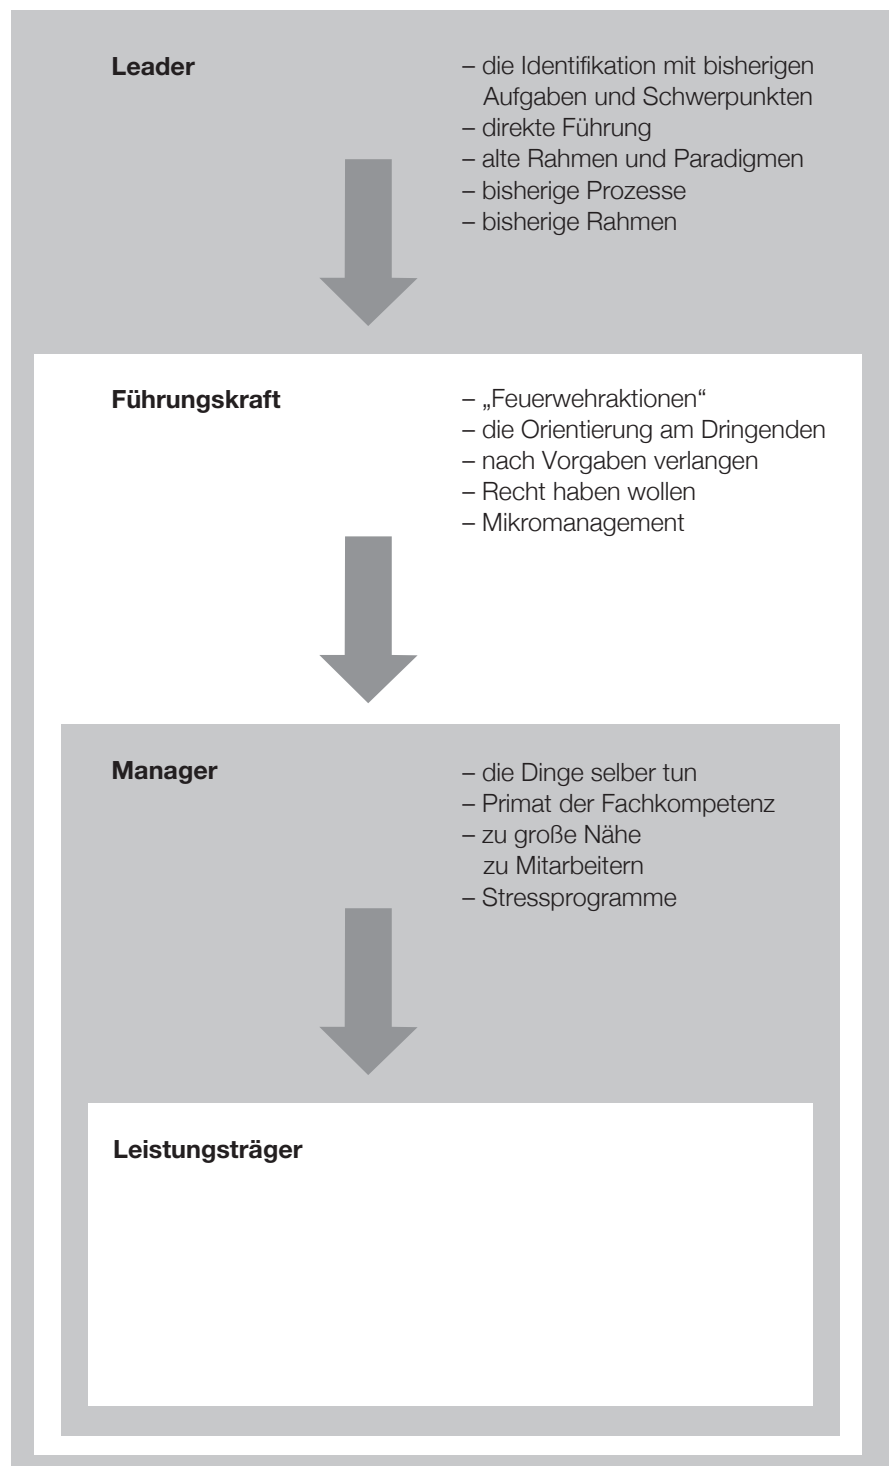 Leader
– die Identifikation mit bisherigen
Aufgaben und Schwerpunkten
– direkte Führung
– alte Rahmen und Paradigmen
– bisherige Prozesse
– bisherige Rahmen
Führungskraft
– „Feuerwehraktionen“
– die Orientierung am Dringenden
– nach Vorgaben verlangen
– Recht haben wollen
– Mikromanagement
Manager
– die Dinge selber tun
– Primat der Fachkompetenz
– zu große Nähe
zu Mitarbeitern
– Stressprogramme
Leistungsträger